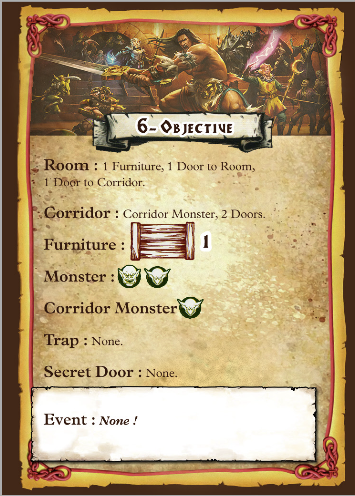 6- Objective
Room : 1 Furniture, 1 Door to Room,
1 Door to Corridor.
Corridor : Corridor Monster, 2 Doors.
Furniture : 1
Monster :
Corridor Monster
Trap : None.
Secret Door : None.
Event : None !